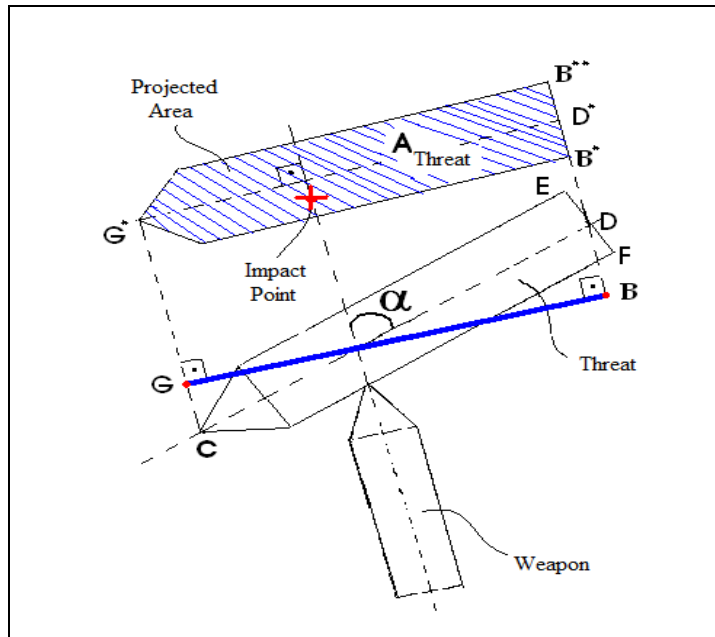 B**
Projected
Area
D*
A
Threat
B*
E
G*
D
Impact
Point
F
α
B
G
Threat
C
Weapon